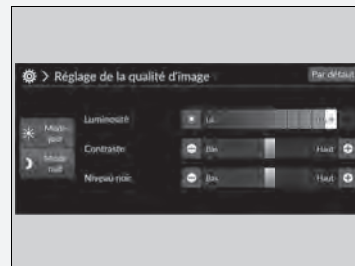 > Réglage de la qualité d'image
Par défaut
Luminosité
Mode jour
Contraste
Bas
Haut
Mode nuit
Niveau noir
Bas
Haut